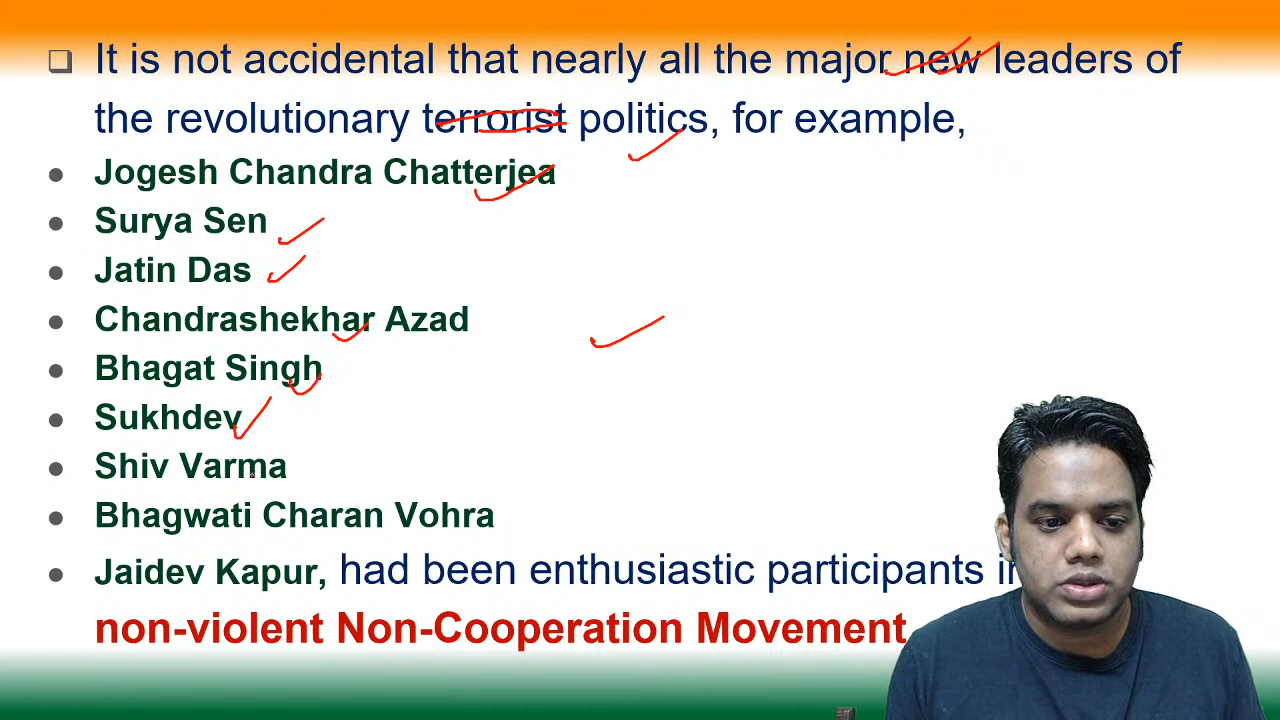 It is not accidental that nearly all the major new leaders of
the revolutionary terrorist politics, for example,
Jogesh Chandra Chatterjea
Surya Sen
Jatin Das
Chandrashekhar Azad
Bhagat Singh
Sukhdev
Shiv Varma
Bhagwati Charan Vohra
Jaidev Kapur, had been enthusiastic participants
non-violent Non-Cooperation Movement